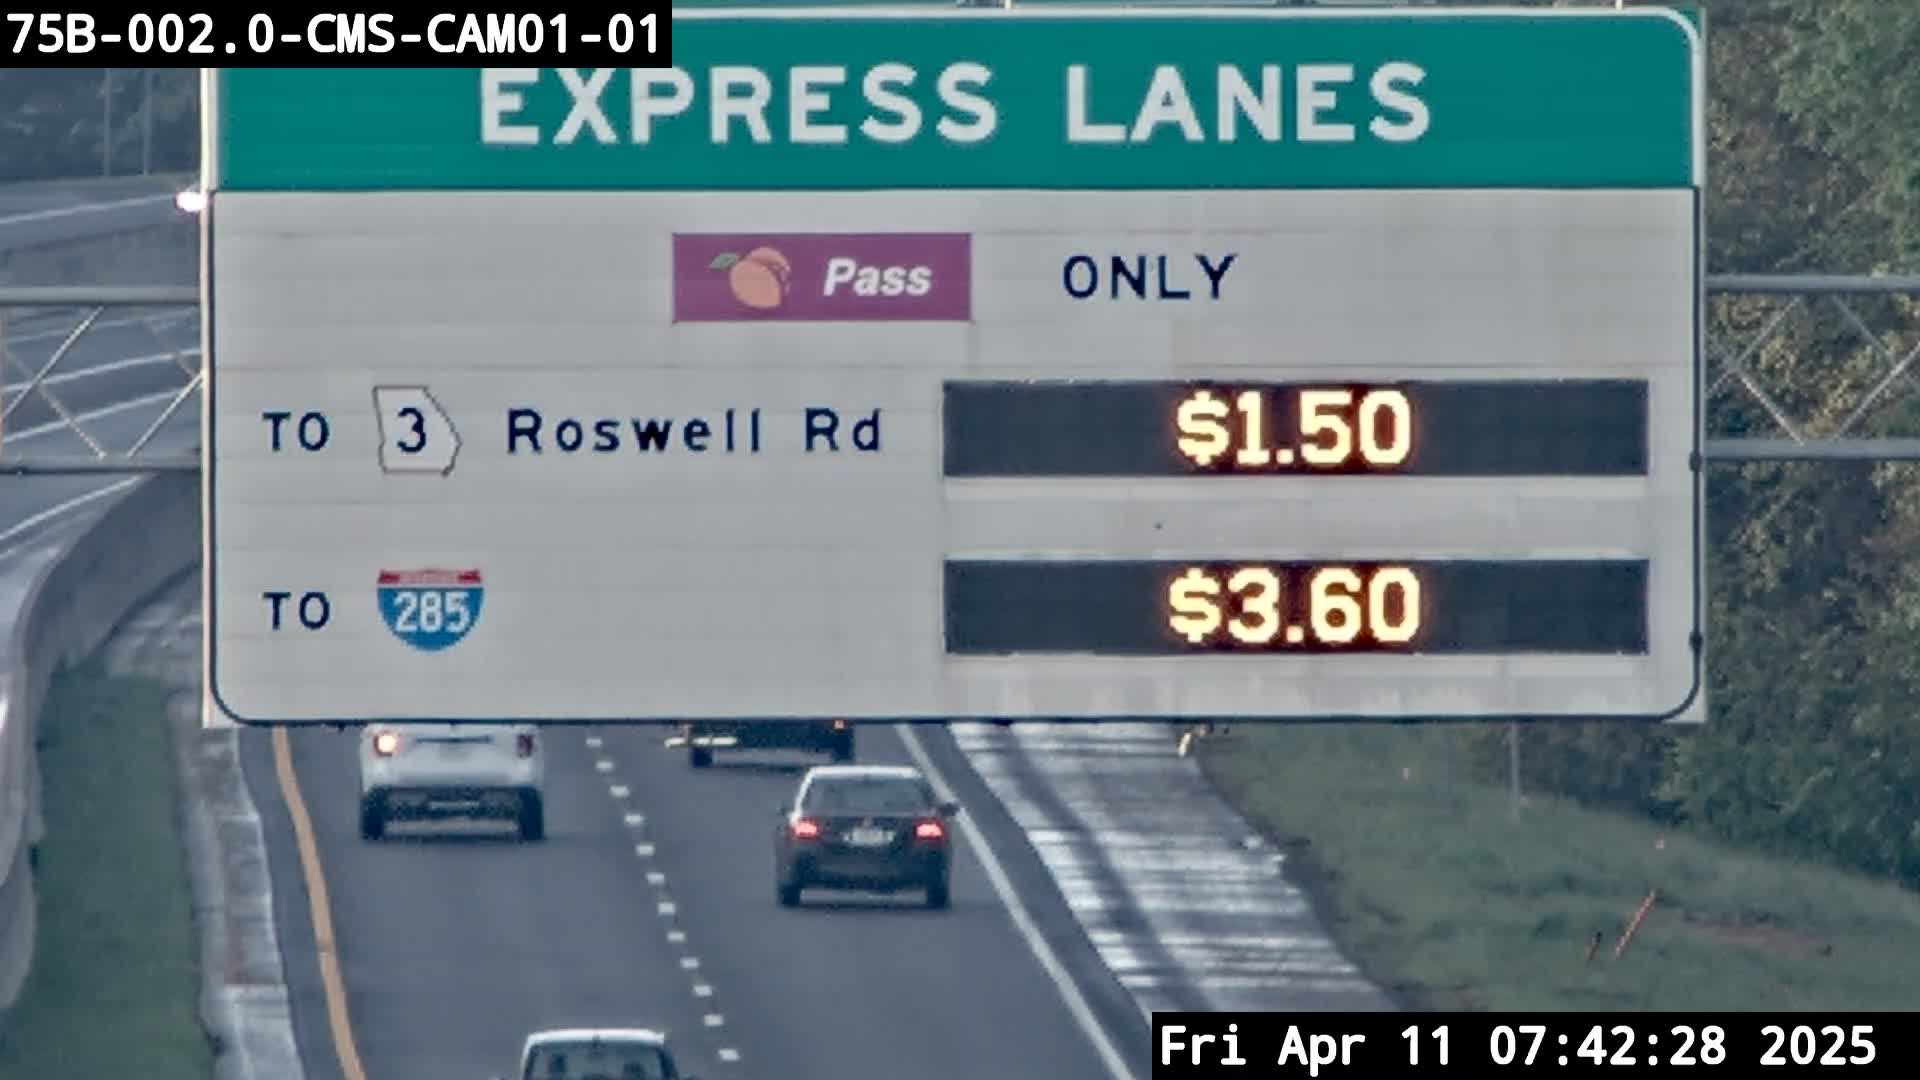 75B-002.0-CMS-CAM01-01
EXPRESS LANES
Pass ONLY
TO 3 Roswell Rd $1.50
TO 285 $3.60
Fri Apr 11 07:42:28 2025